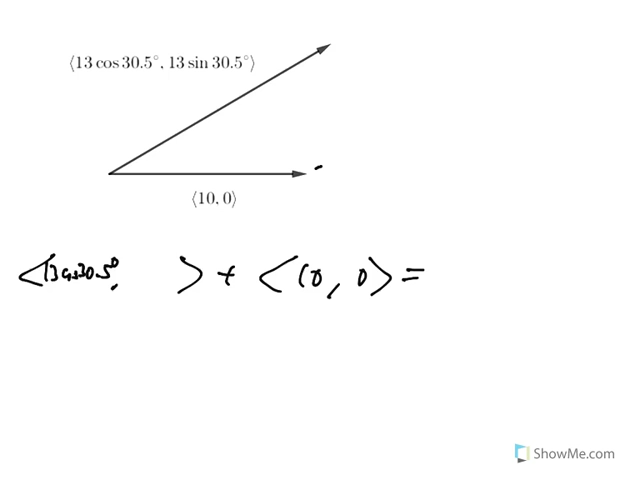 ⟨13 cos 30.5°, 13 sin 30.5°⟩
⟨10, 0⟩
<13cos30.5°, > + <10, 0> =
ShowMe.com